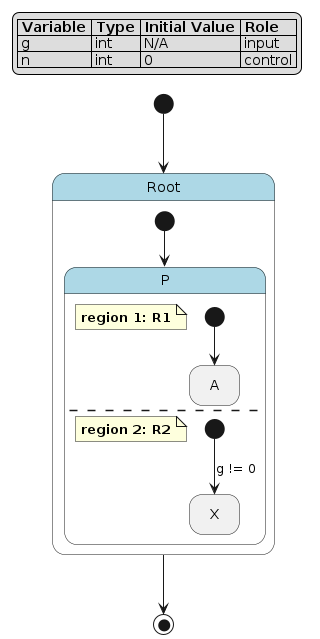 Variable Type Initial Value Role
g int N/A input
n int 0 control
Root
P
region 1: R1
A
region 2: R2
g != 0
X